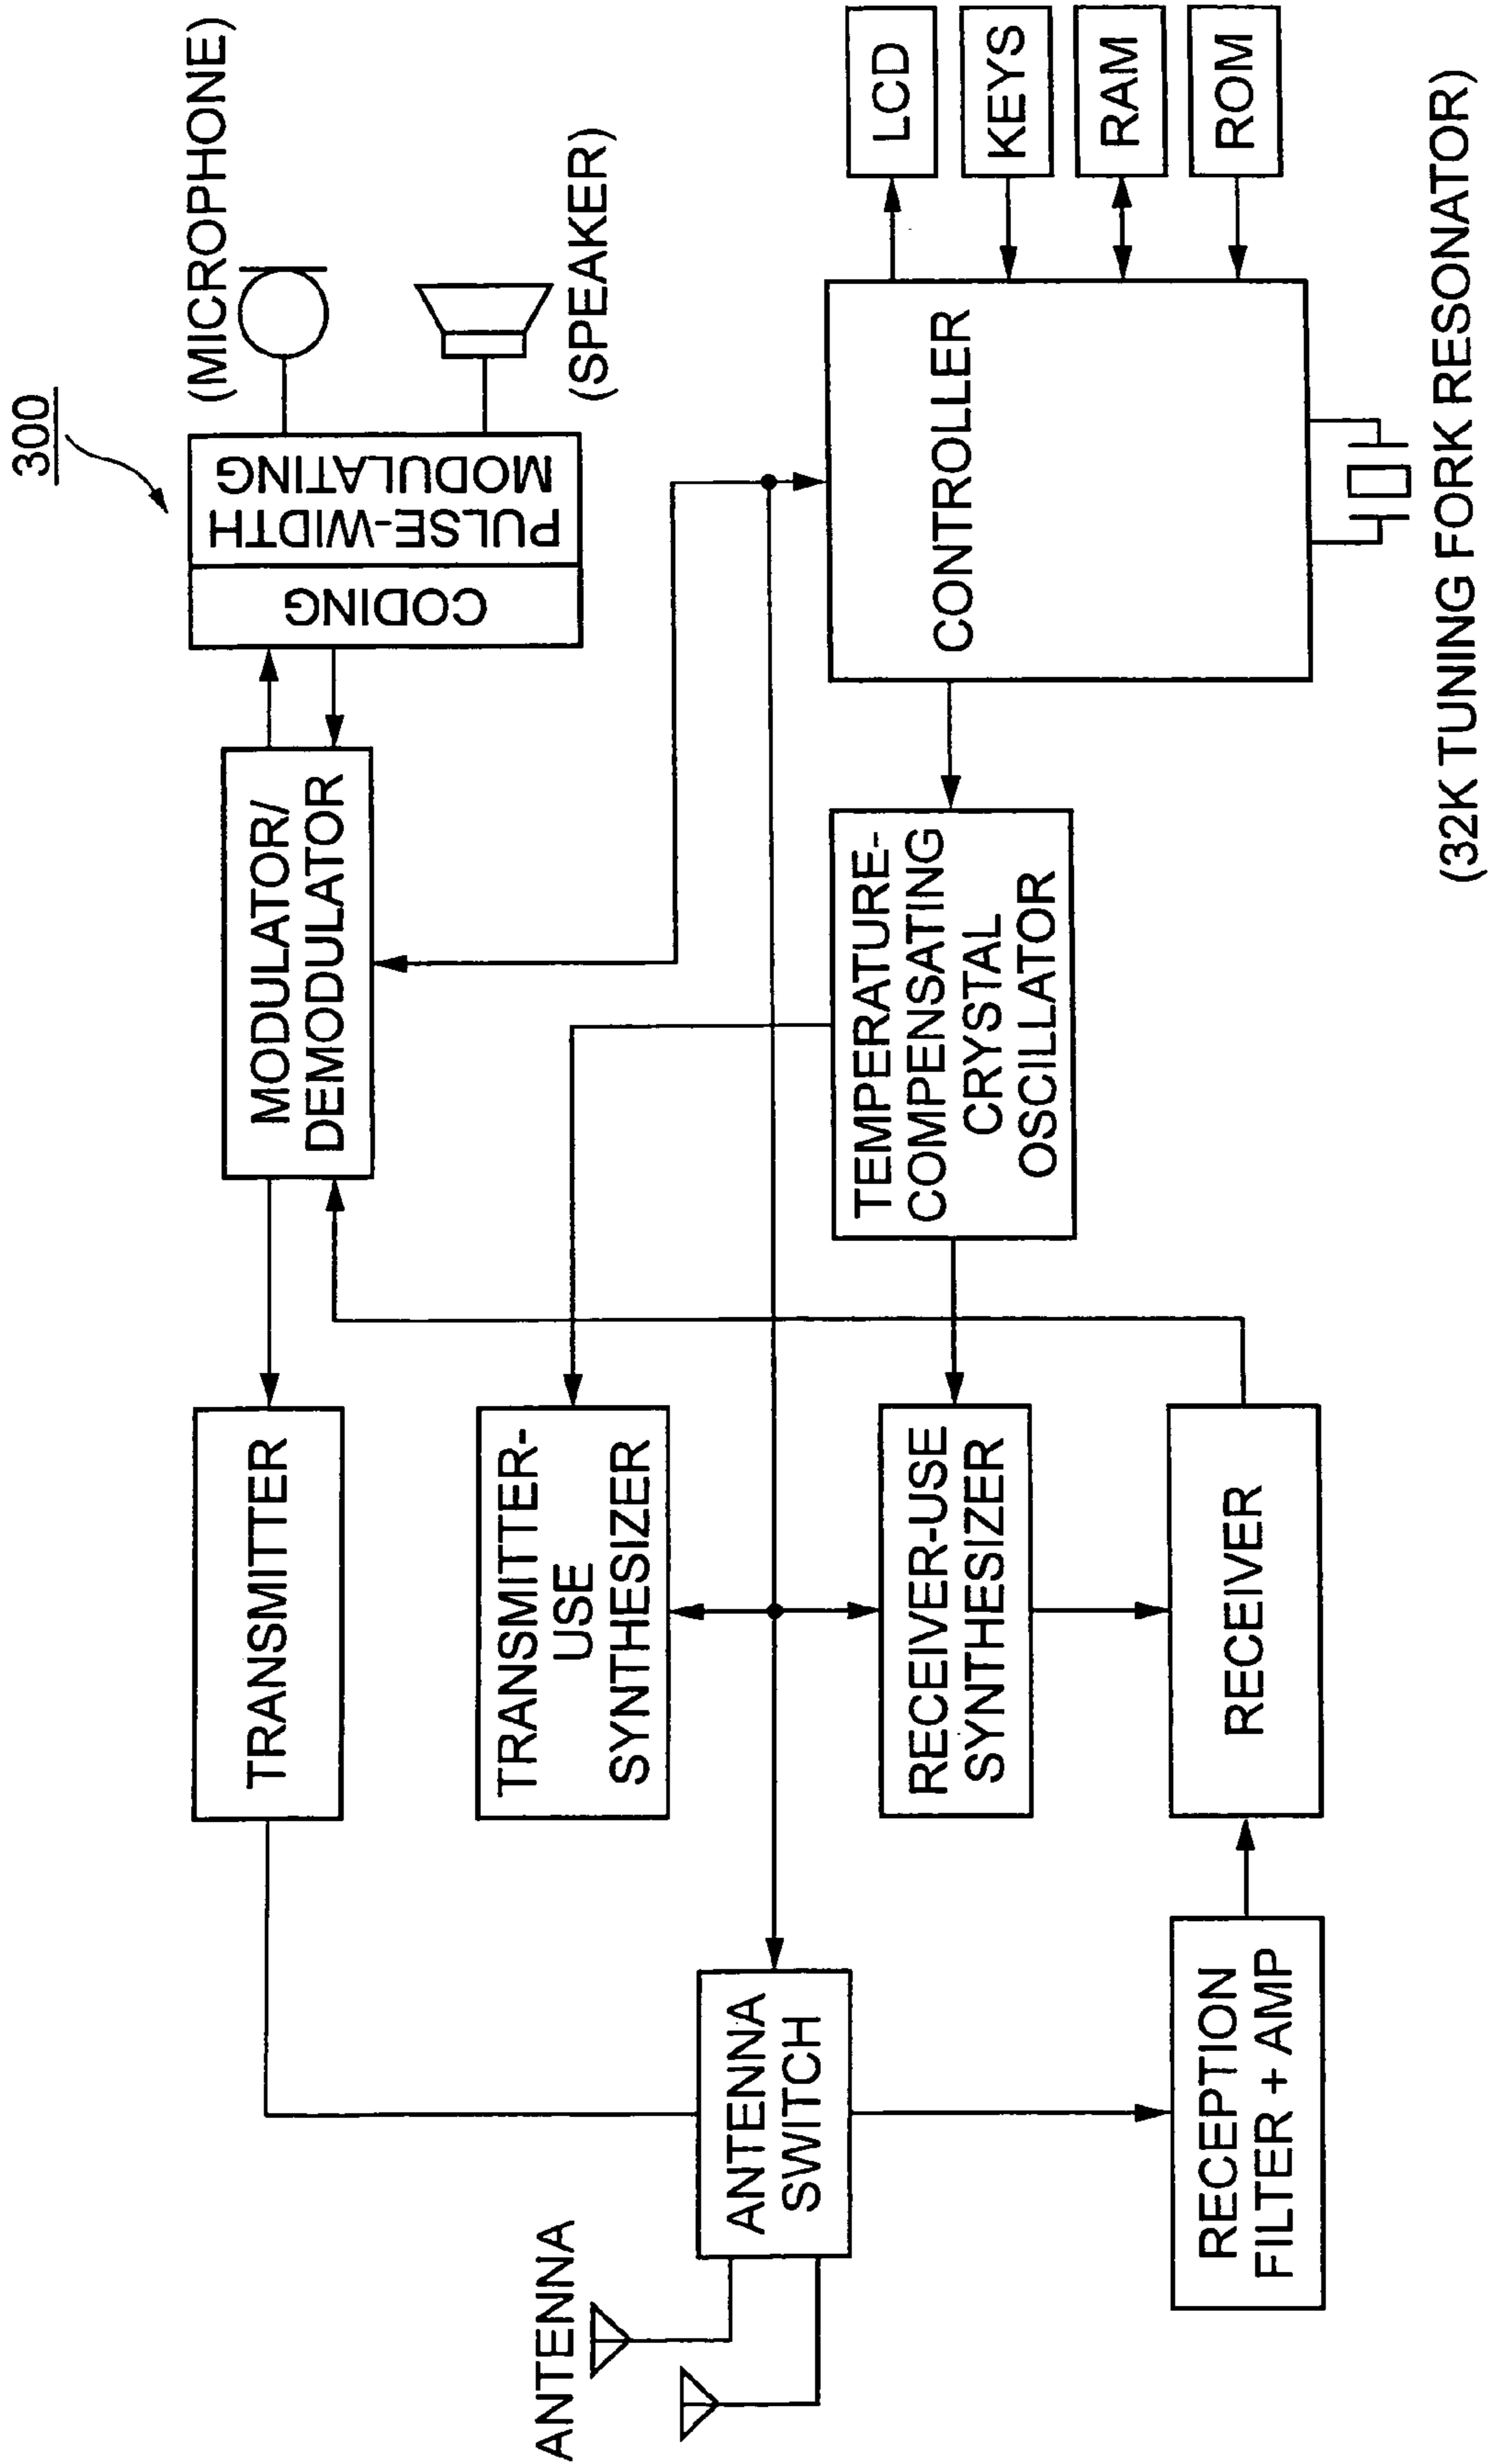 300
(MICROPHONE)
(SPEAKER)
PULSE-WIDTH
MODULATING
CODING
MODULATOR/
DEMODULATOR
TRANSMITTER
TRANSMITTER-
USE
SYNTHESIZER
ANTENNA
ANTENNA
SWITCH
RECEIVER-USE
SYNTHESIZER
RECEIVER
RECEPTION
FILTER + AMP
TEMPERATURE-
COMPENSATING
CRYSTAL
OSCILLATOR
CONTROLLER
LCD
KEYS
RAM
ROM
(32K TUNING FORK RESONATOR)